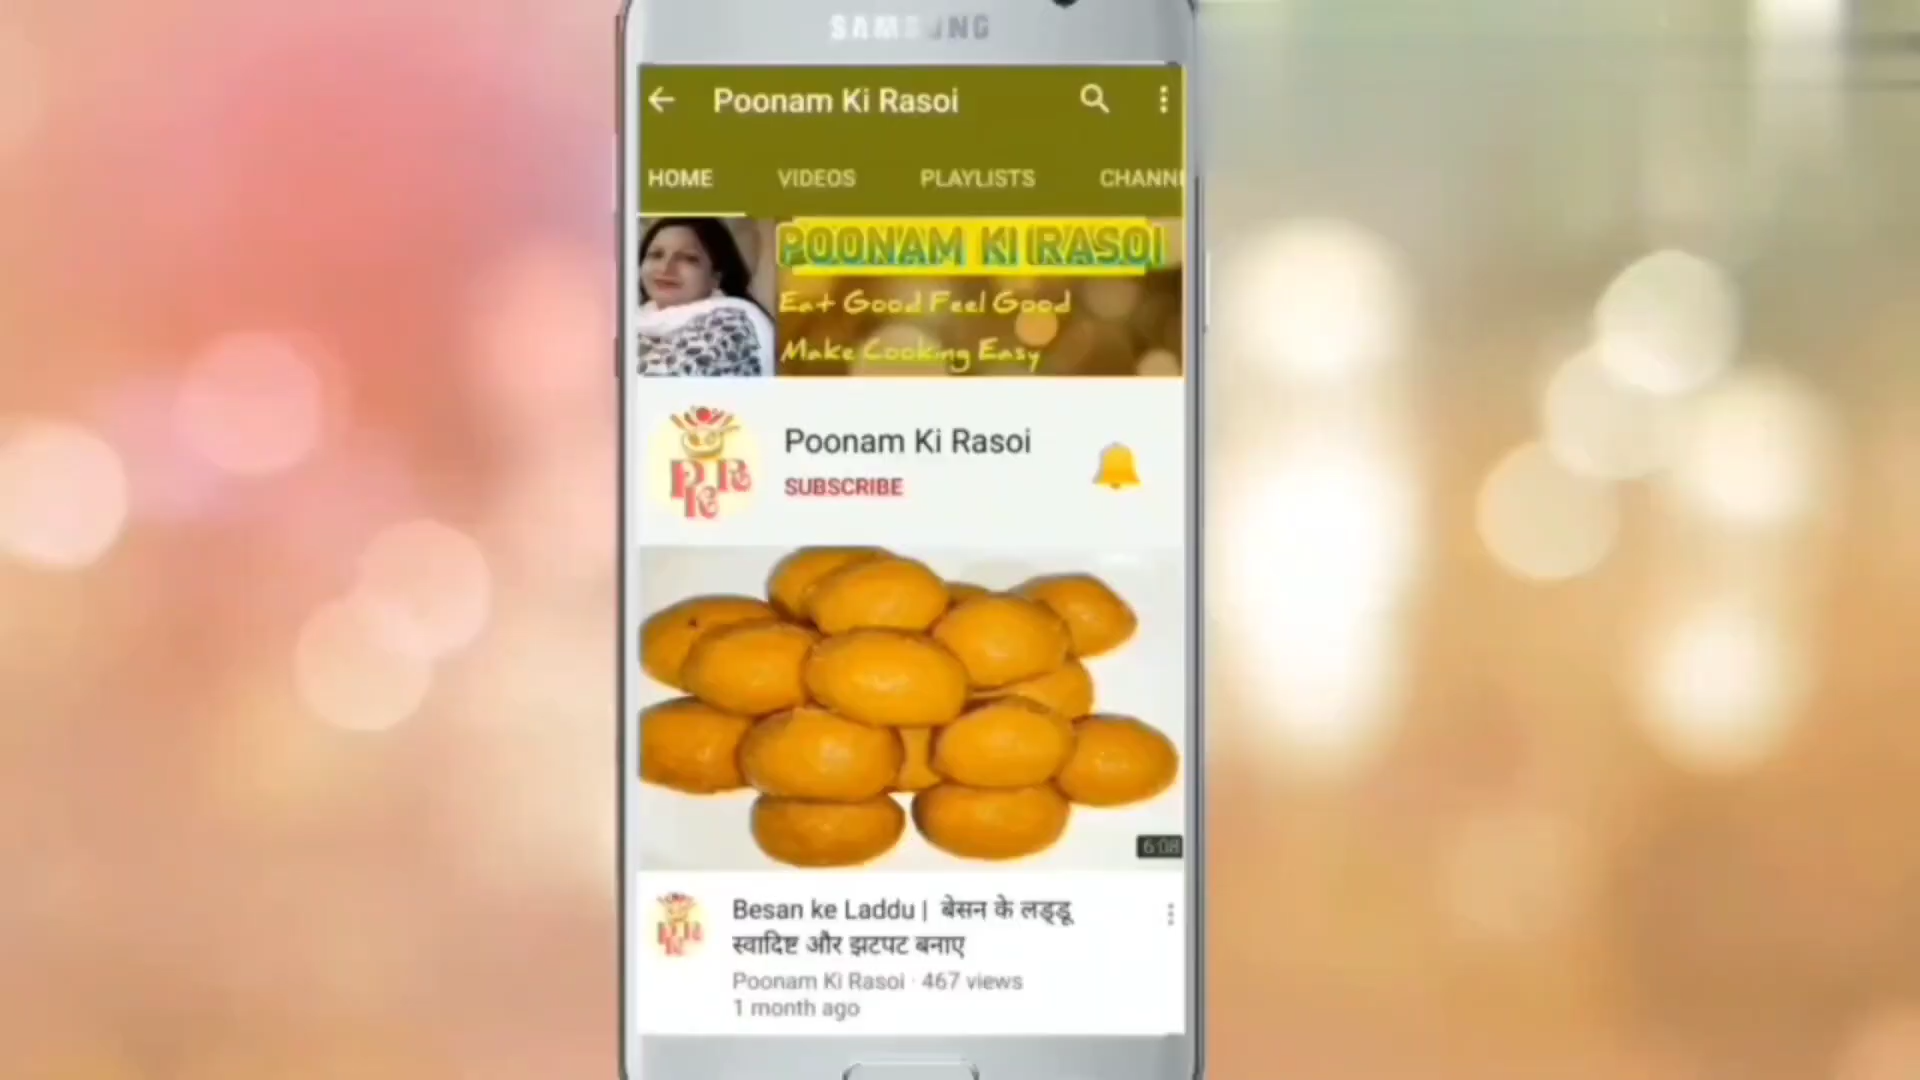 SAMSUNG
Poonam Ki Rasoi
HOME VIDEOS PLAYLISTS CHANN
POONAM KI RASOI
Eat Good Feel Good
Make Cooking Easy
PKR
Poonam Ki Rasoi
SUBSCRIBE
6:08
PKR
Besan ke Laddu | बेसन के लड्डू
स्वादिष्ट और झटपट बनाए
Poonam Ki Rasoi · 467 views
1 month ago